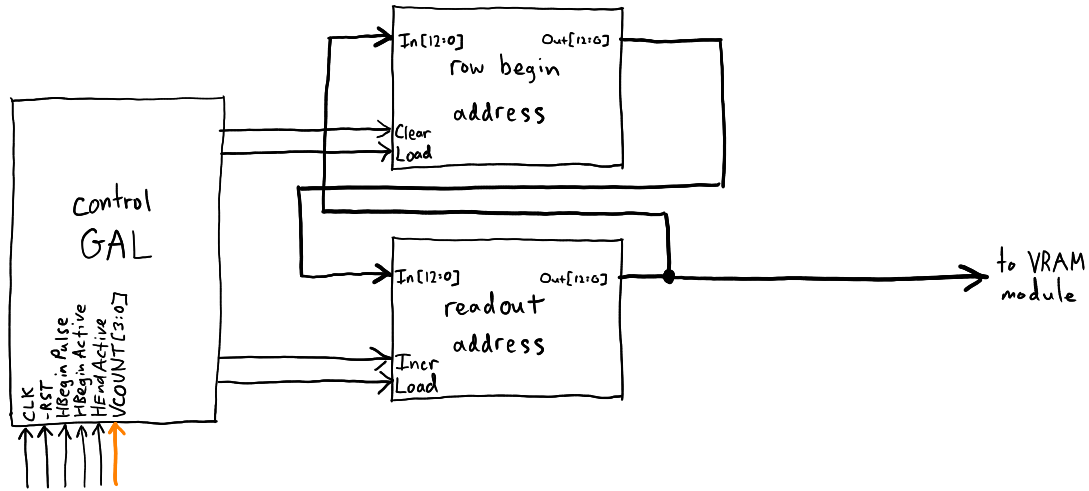 In[12:0] Out[12:0]
row begin
address
Clear
Load
control
GAL
In[12:0] Out[12:0]
readout
address
Incr
Load
to VRAM
module
CLK
-RST
HBegin Pulse
HBegin Active
HEnd Active
VCOUNT[3:0]